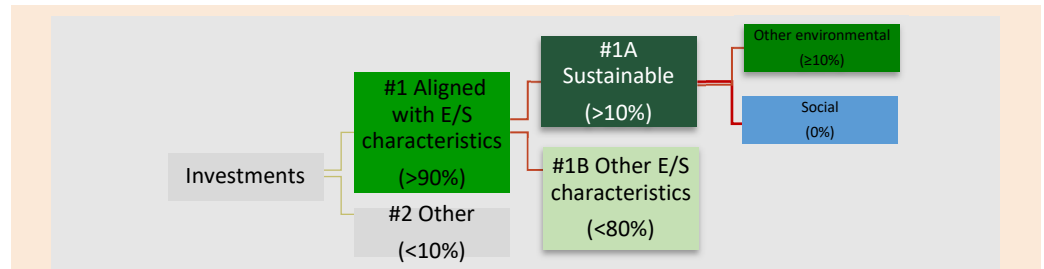 Investments
#1 Aligned
with E/S
characteristics
(>90%)
#2 Other
(<10%)
#1A
Sustainable
(>10%)
#1B Other E/S
characteristics
(<80%)
Other environmental
(≥10%)
Social
(0%)